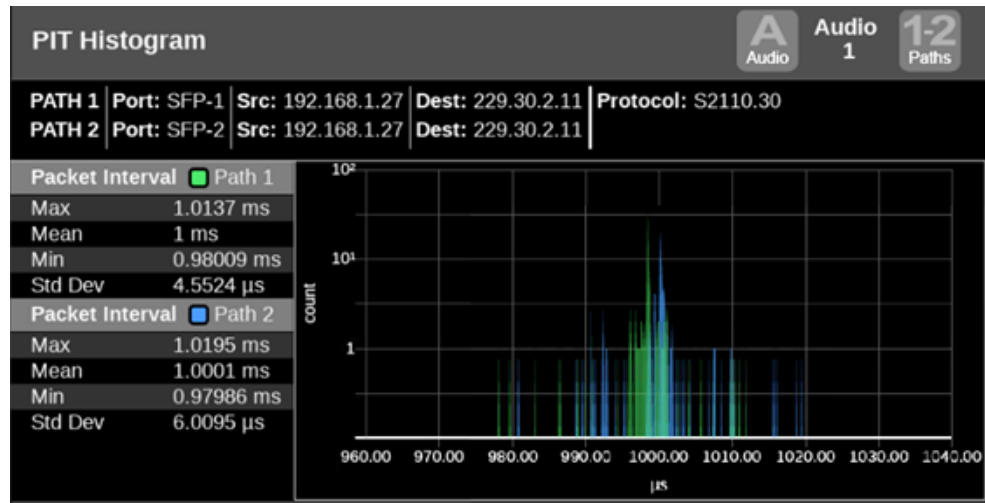 PIT Histogram
A
Audio
Audio
1
1-2
Paths
PATH 1 Port: SFP-1 Src: 192.168.1.27 Dest: 229.30.2.11 Protocol: S2110.30
PATH 2 Port: SFP-2 Src: 192.168.1.27 Dest: 229.30.2.11
Packet Interval Path 1
Max 1.0137 ms
Mean 1 ms
Min 0.98009 ms
Std Dev 4.5524 µs
Packet Interval Path 2
Max 1.0195 ms
Mean 1.0001 ms
Min 0.97986 ms
Std Dev 6.0095 µs
10²
10¹
1
count
960.00 970.00 980.00 990.00 1000.00 1010.00 1020.00 1030.00 1040.00
µs